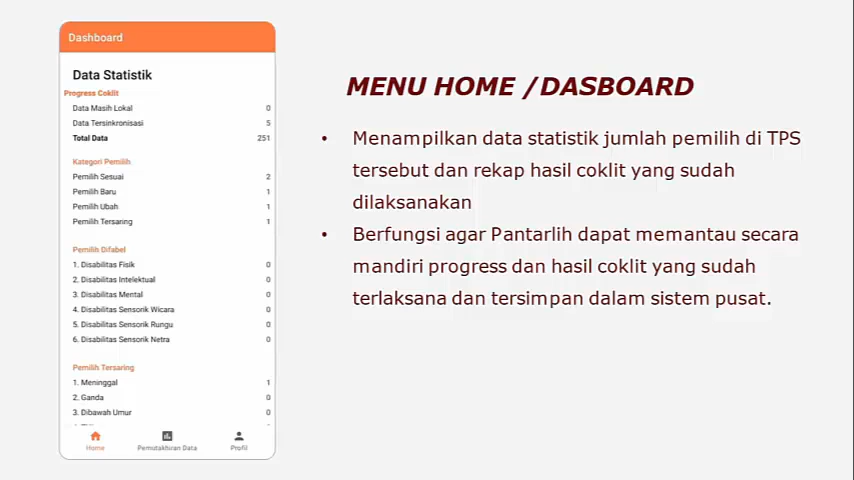 Dashboard
Data Statistik
Progress Coklit
Data Masih Lokal 0
Data Tersinkronisasi 5
Total Data 251
Kategori Pemilih
Pemilih Sesuai 2
Pemilih Baru 1
Pemilih Ubah 1
Pemilih Tersaring 1
Pemilih Difabel
1. Disabilitas Fisik 0
2. Disabilitas Intelektual 0
3. Disabilitas Mental 0
4. Disabilitas Sensorik Wicara 0
5. Disabilitas Sensorik Rungu 0
6. Disabilitas Sensorik Netra 0
Pemilih Tersaring
1. Meninggal 1
2. Ganda 0
3. Dibawah Umur 0
Home Pemutakhiran Data Profil
MENU HOME /DASBOARD
• Menampilkan data statistik jumlah pemilih di TPS
tersebut dan rekap hasil coklit yang sudah
dilaksanakan
• Berfungsi agar Pantarlih dapat memantau secara
mandiri progress dan hasil coklit yang sudah
terlaksana dan tersimpan dalam sistem pusat.